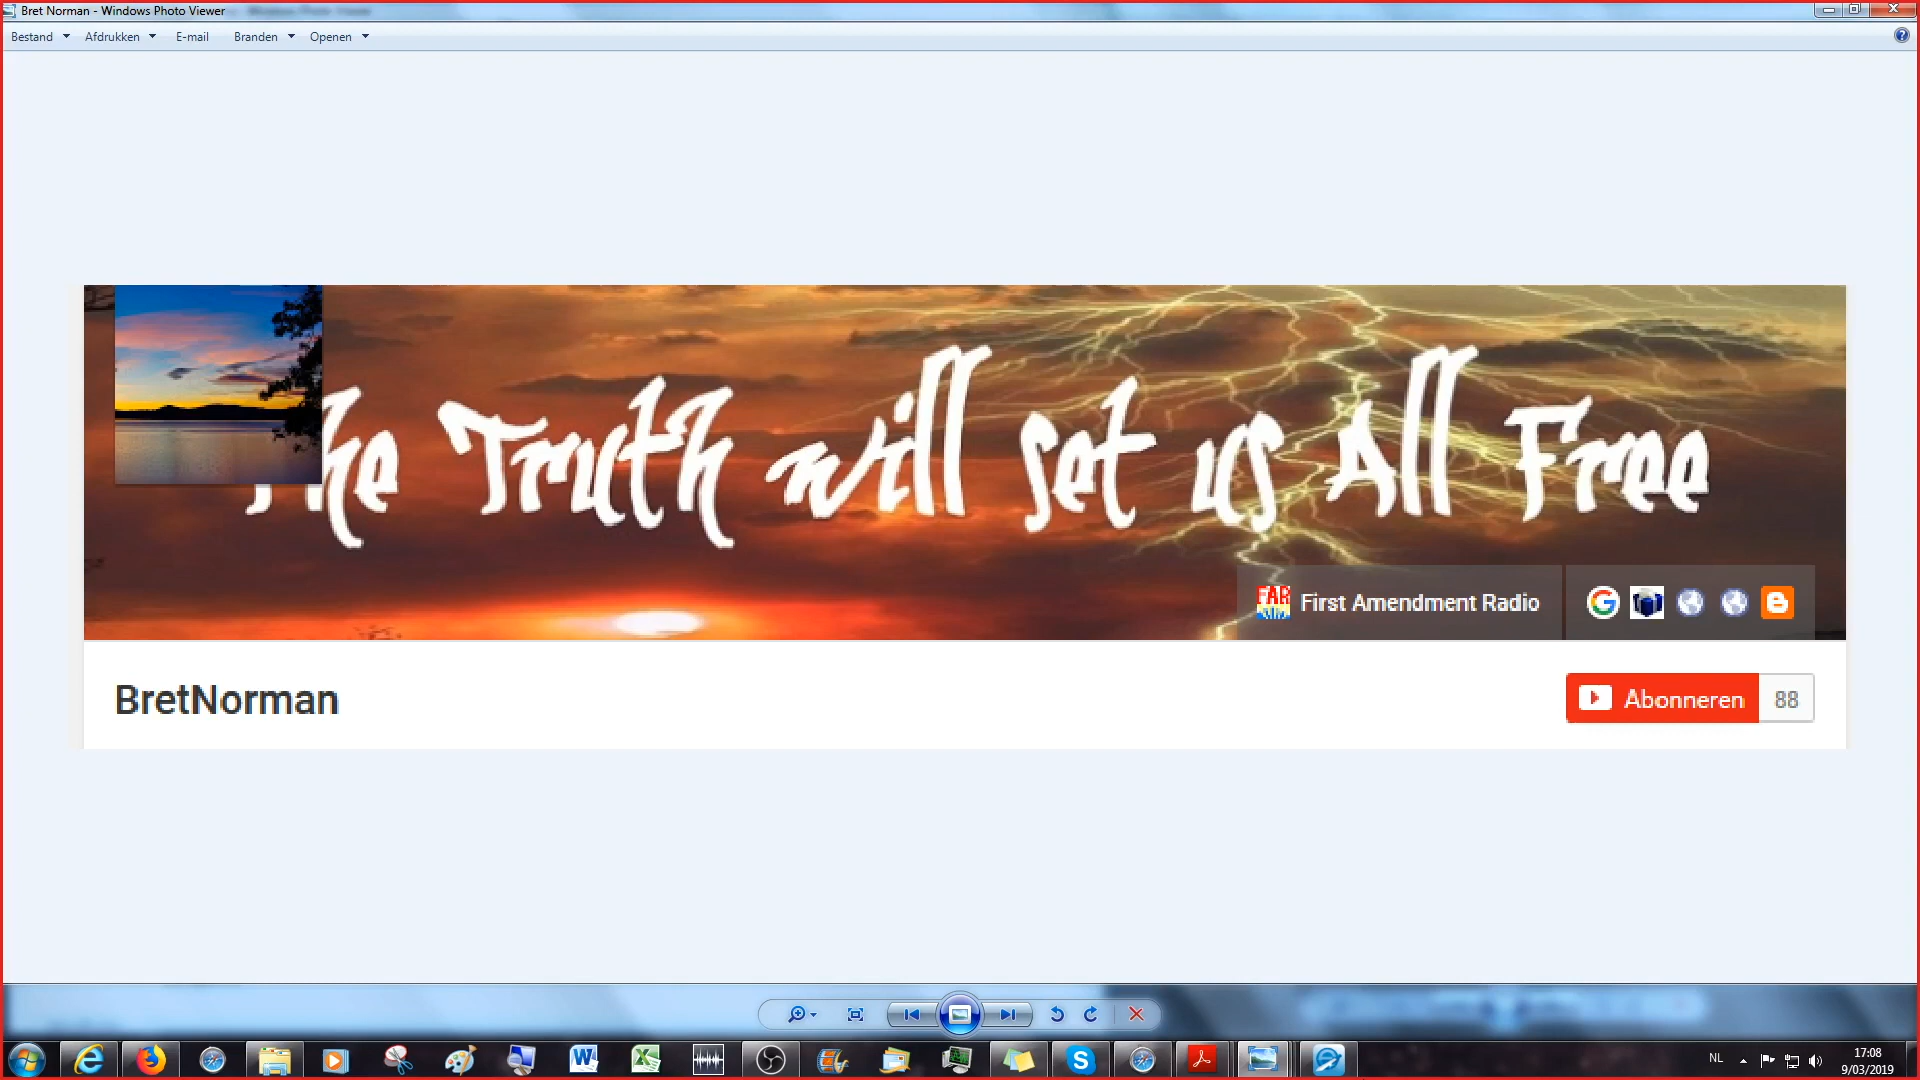 Bret Norman - Windows Photo Viewer
Bestand Afdrukken E-mail Branden Openen
The Truth will set us All Free
FAR
First Amendment Radio
BretNorman
Abonneren 88
NL
17:08
9/03/2019